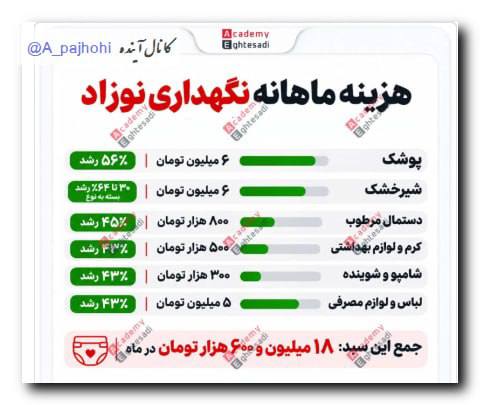 Academy
Eghtesadi
کانال آینده @A_pajhohi
هزینه ماهانه نگهداری نوزاد
پوشک ۶ میلیون تومان ۵۶٪ رشد
شیرخشک ۶ میلیون تومان ۳۰ تا ۶۴٪ رشد
بسته به نوع
دستمال مرطوب ۸۰۰ هزار تومان ۴۵٪ رشد
کرم و لوازم بهداشتی ۵۰۰ هزار تومان ۴۳٪ رشد
شامپو و شوینده ۳۰۰ هزار تومان ۴۳٪ رشد
لباس و لوازم مصرفی ۵ میلیون تومان ۴۳٪ رشد
جمع این سبد: ۱۸ میلیون و ۶۰۰ هزار تومان در ماه